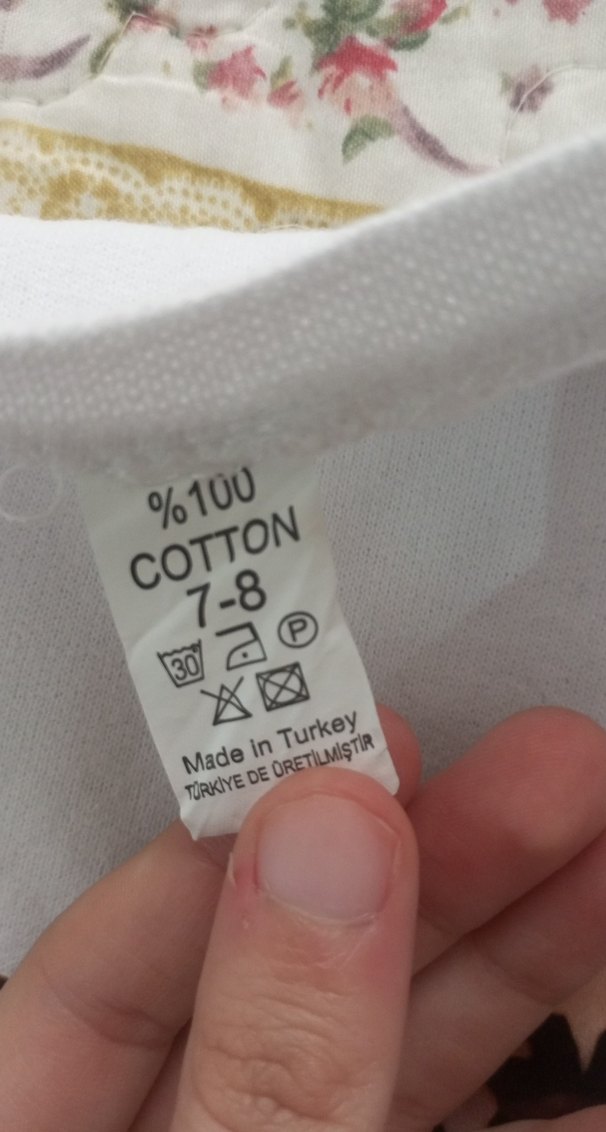 %100
COTTON
7-8
30 P
Made in Turkey
TÜRKİYE DE ÜRETİLMİŞTİR